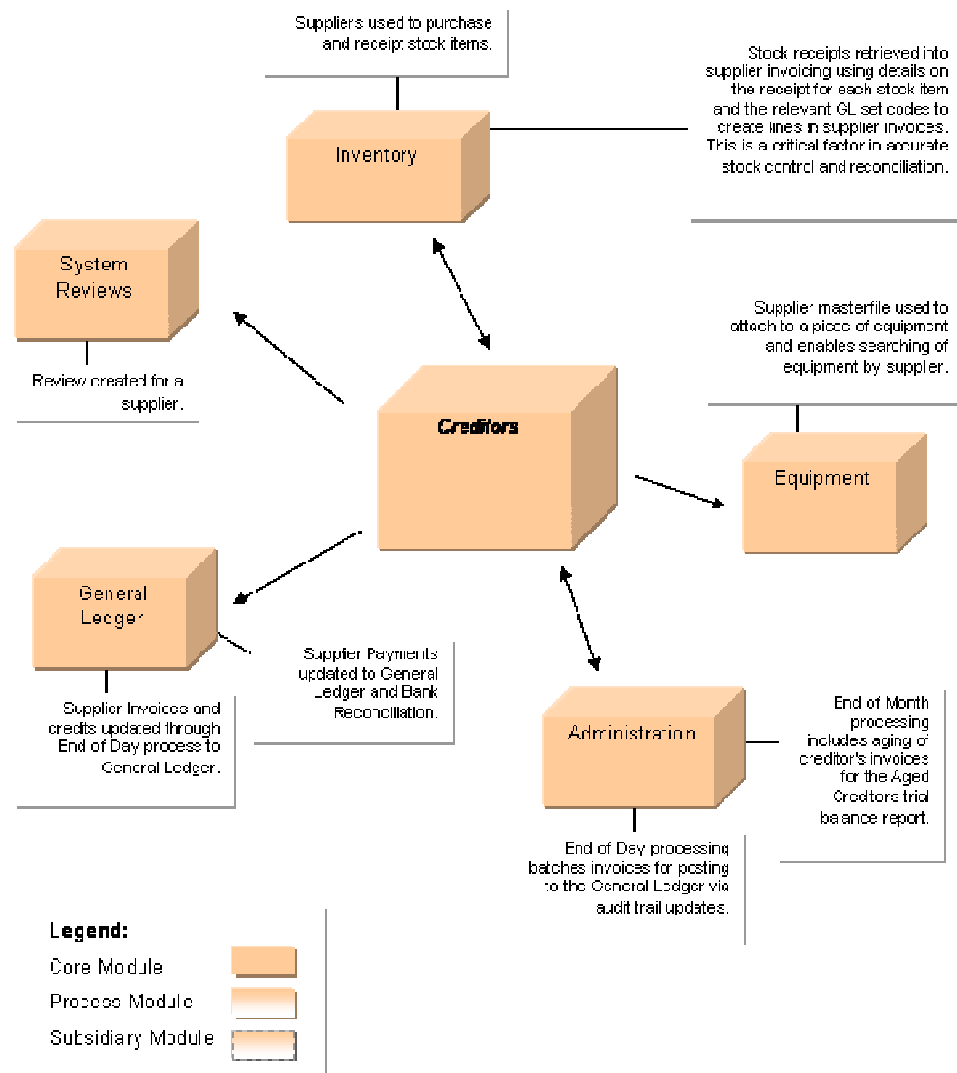 Suppliers used to purchase
and receipt stock items.
Stock receipts retrieved into
supplier invoicing using details on
the receipt for each stock item
and the relevant GL set codes to
create lines in supplier invoices.
This is a critical factor in accurate
stock control and reconciliation.
Inventory
System
Reviews
Review created for a
supplier.
Supplier masterfile used to
attach to a piece of equipment
and enables searching of
equipment by supplier.
Creditors
Equipment
General
Ledger
Supplier Payments
updated to General
Ledger and Bank
Reconciliation.
Supplier Invoices and
credits updated through
End of Day process to
General Ledger.
Administration
End of Month
processing
includes aging of
creditor's invoices
for the Aged
Creditors trial
balance report.
End of Day processing
batches invoices for posting
to the General Ledger via
audit trail updates.
Legend:
Core Module
Process Module
Subsidiary Module